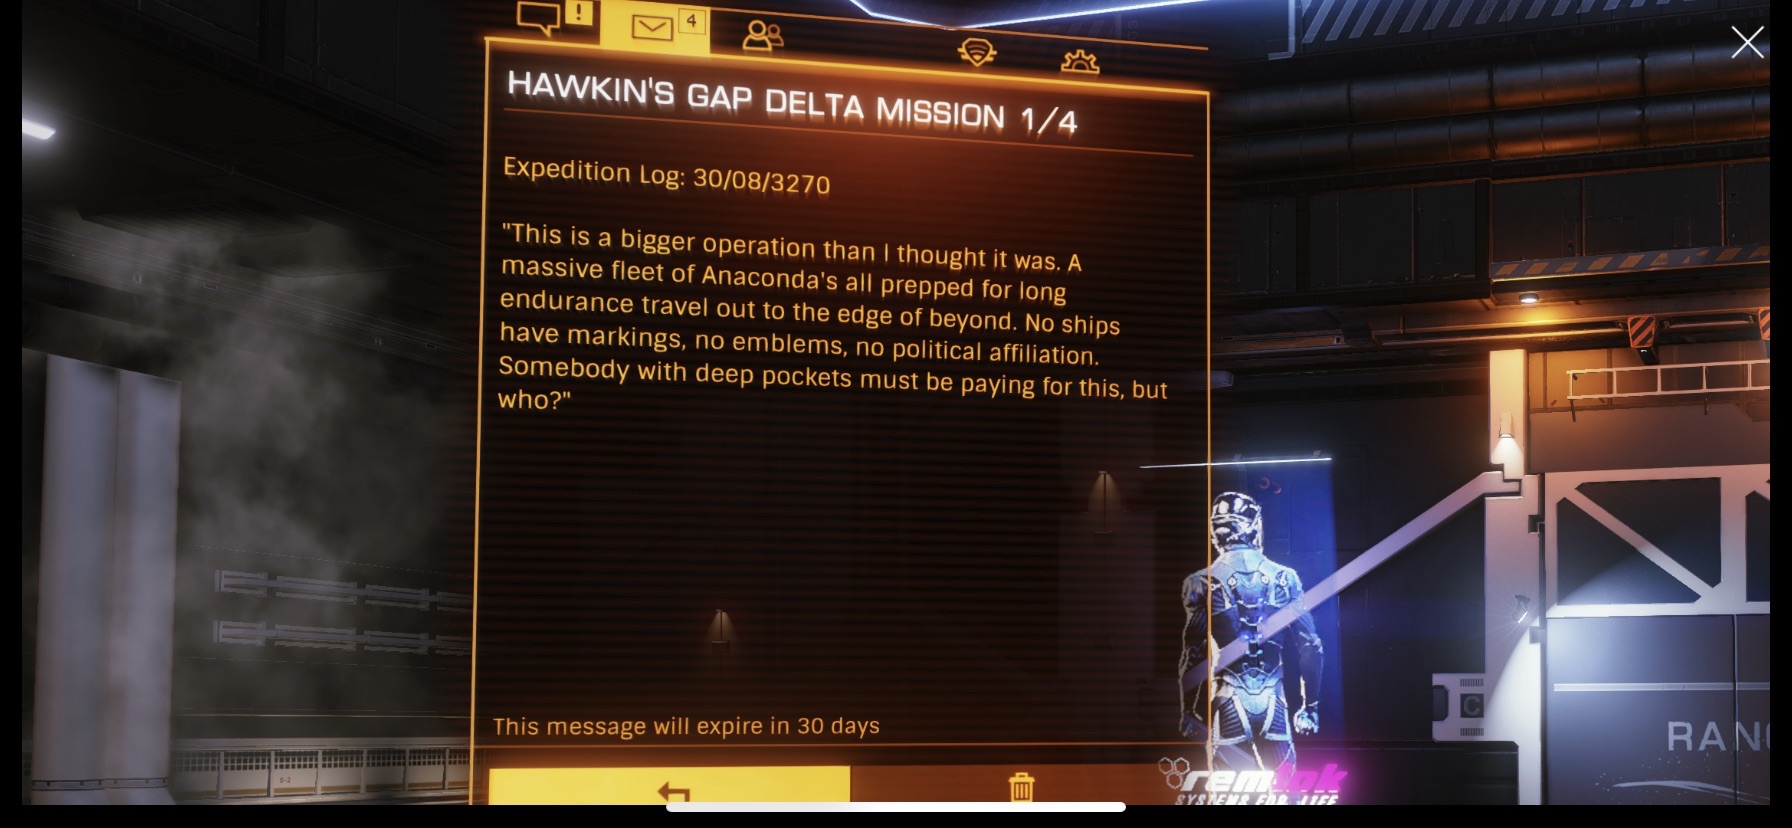 !
4
HAWKIN'S GAP DELTA MISSION 1/4
Expedition Log: 30/08/3270
"This is a bigger operation than I thought it was. A
massive fleet of Anaconda's all prepped for long
endurance travel out to the edge of beyond. No ships
have markings, no emblems, no political affiliation.
Somebody with deep pockets must be paying for this, but
who?"
This message will expire in 30 days
C
RAN
S-2
remlok
SYSTEMS FOR LIFE